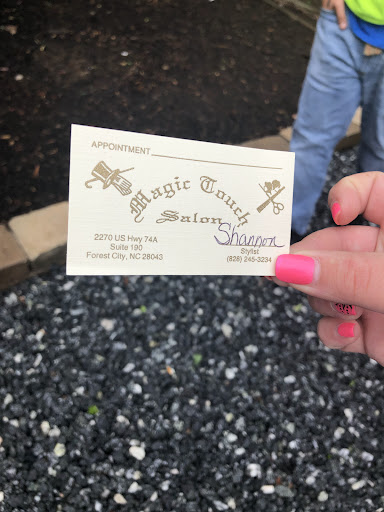 APPOINTMENT
Magic Touch
Salon
Shannon
2270 US Hwy 74A
Suite 190
Forest City, NC 28043
Stylist
(828) 245-3234